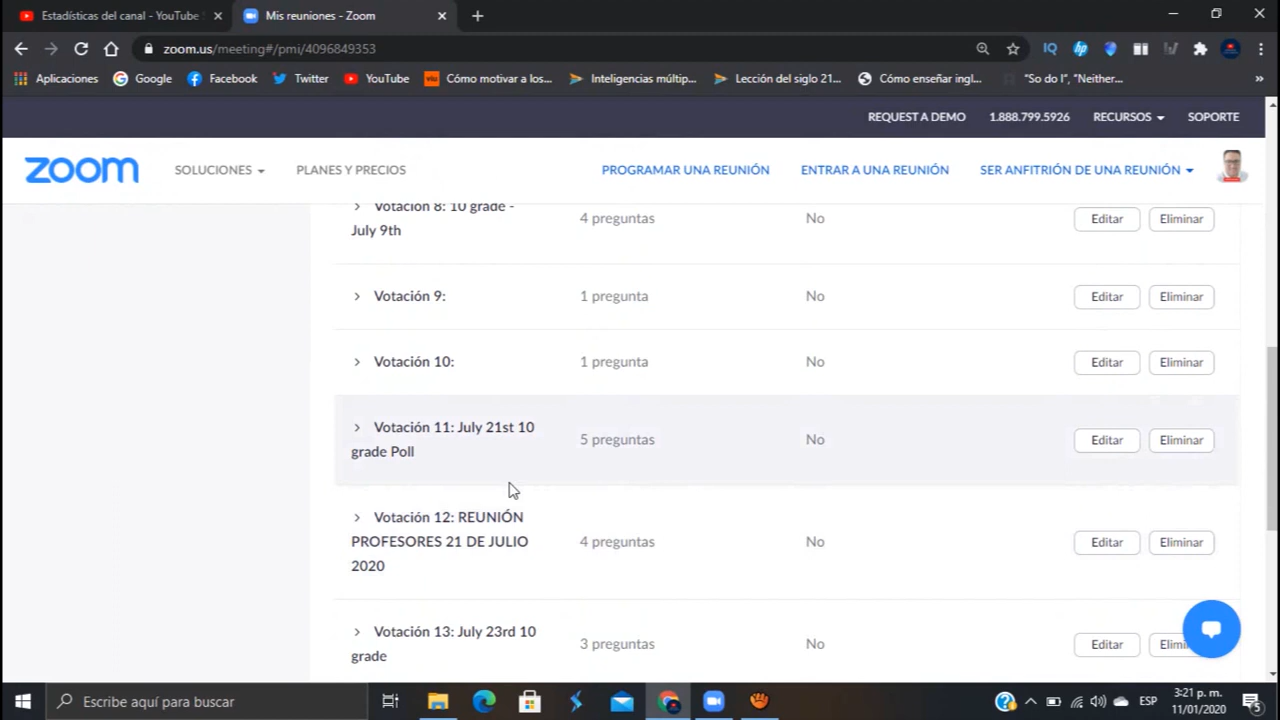 Estadísticas del canal - YouTube
Mis reuniones - Zoom
zoom.us/meeting#/pmi/4096849353
Aplicaciones
Google
Facebook
Twitter
YouTube
Cómo motivar a los...
Inteligencias múltip...
Lección del siglo 21...
Cómo enseñar ingl...
"So do I", "Neither...
»
REQUEST A DEMO
1.888.799.5926
RECURSOS
SOPORTE
zoom
SOLUCIONES
PLANES Y PRECIOS
PROGRAMAR UNA REUNIÓN
ENTRAR A UNA REUNIÓN
SER ANFITRIÓN DE UNA REUNIÓN
Votación 8: 10 grade -
July 9th
4 preguntas
No
Editar
Eliminar
Votación 9:
1 pregunta
No
Editar
Eliminar
Votación 10:
1 pregunta
No
Editar
Eliminar
Votación 11: July 21st 10
grade Poll
5 preguntas
No
Editar
Eliminar
Votación 12: REUNIÓN
PROFESORES 21 DE JULIO
2020
4 preguntas
No
Editar
Eliminar
Votación 13: July 23rd 10
grade
3 preguntas
No
Editar
Escribe aquí para buscar
ESP
3:21 p. m.
11/01/2020
5